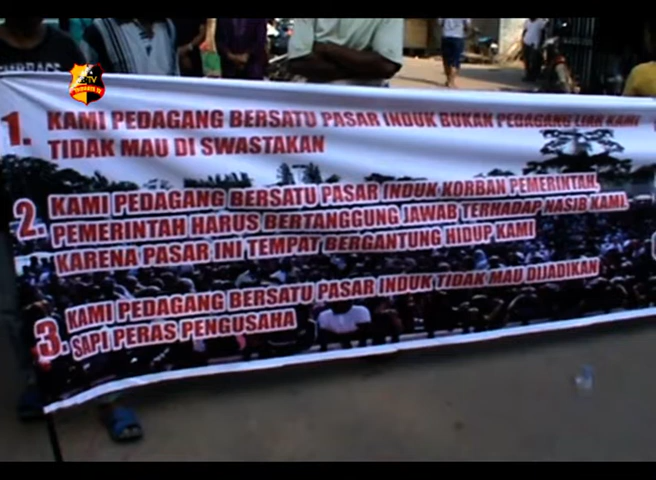 TV
1. KAMI PEDAGANG BERSATU PASAR INDUK BUKAN PEDAGANG LIAR KAMI
TIDAK MAU DI SWASTAKAN
2. KAMI PEDAGANG BERSATU PASAR INDUK KORBAN PEMERINTAH,
PEMERINTAH HARUS BERTANGGUNG JAWAB TERHADAP NASIB KAMI,
KARENA PASAR INI TEMPAT BERGANTUNG HIDUP KAMI
3. KAMI PEDAGANG BERSATU PASAR INDUK TIDAK MAU DIJADIKAN
SAPI PERAS PENGUSAHA